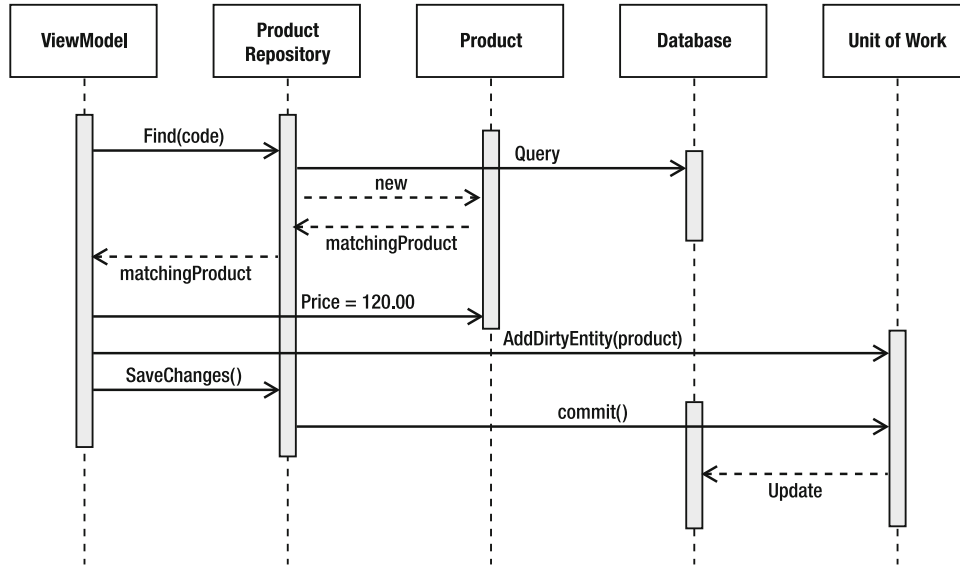 ViewModel
Product
Repository
Product
Database
Unit of Work
Find(code)
Query
new
matchingProduct
matchingProduct
Price = 120.00
AddDirtyEntity(product)
SaveChanges()
commit()
Update